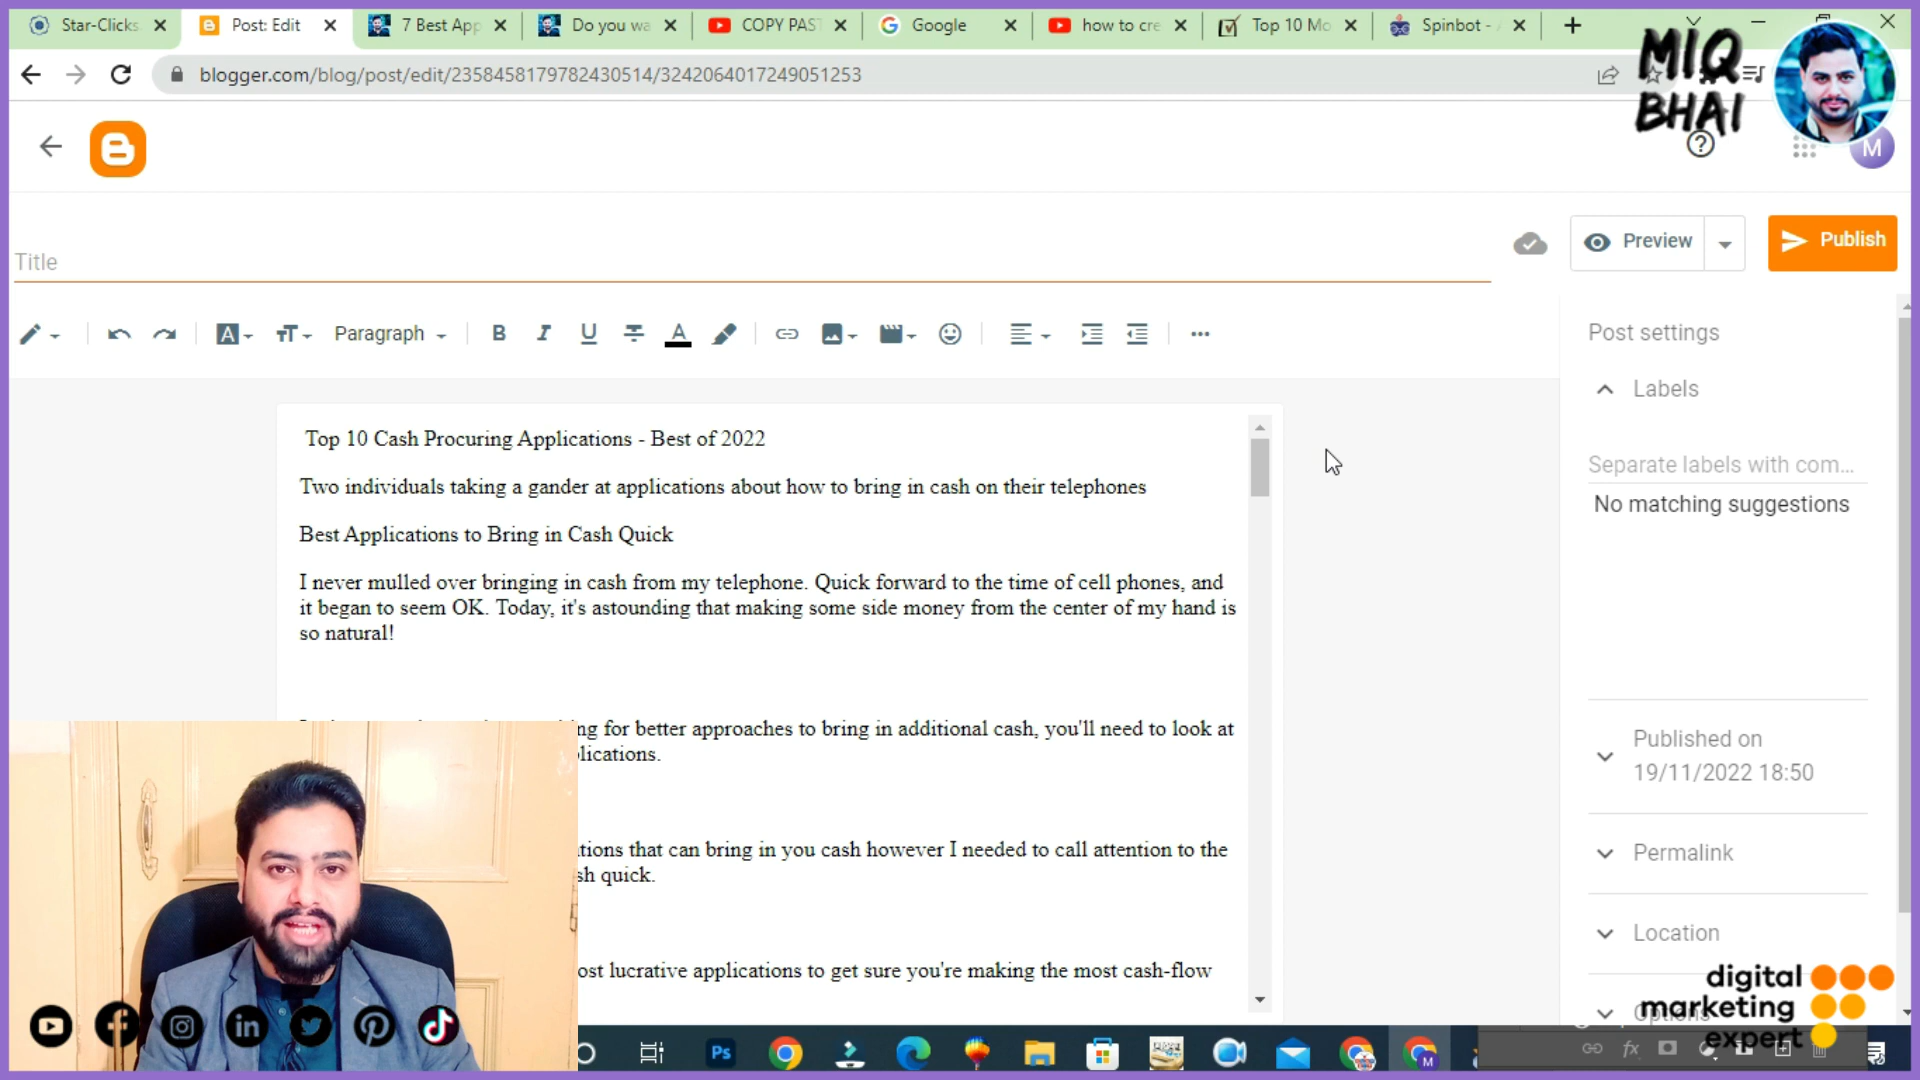 Star-Clicks
Post: Edit
7 Best App
Do you wa
COPY PAS
Google
how to cre
Top 10 Mo
Spinbot -
blogger.com/blog/post/edit/2358458179782430514/3242064017249051253
MIQ
BHAI
M
Title
Preview
Publish
Paragraph
Post settings
Labels
Separate labels with com...
No matching suggestions
Published on
19/11/2022 18:50
Permalink
Location
Options
Top 10 Cash Procuring Applications - Best of 2022
Two individuals taking a gander at applications about how to bring in cash on their telephones
Best Applications to Bring in Cash Quick
I never mulled over bringing in cash from my telephone. Quick forward to the time of cell phones, and
it began to seem OK. Today, it's astounding that making some side money from the center of my hand is
so natural!
ng for better approaches to bring in additional cash, you'll need to look at
lications.
tions that can bring in you cash however I needed to call attention to the
sh quick.
ost lucrative applications to get sure you're making the most cash-flow
digital
marketing
expert
Ps
M
fx